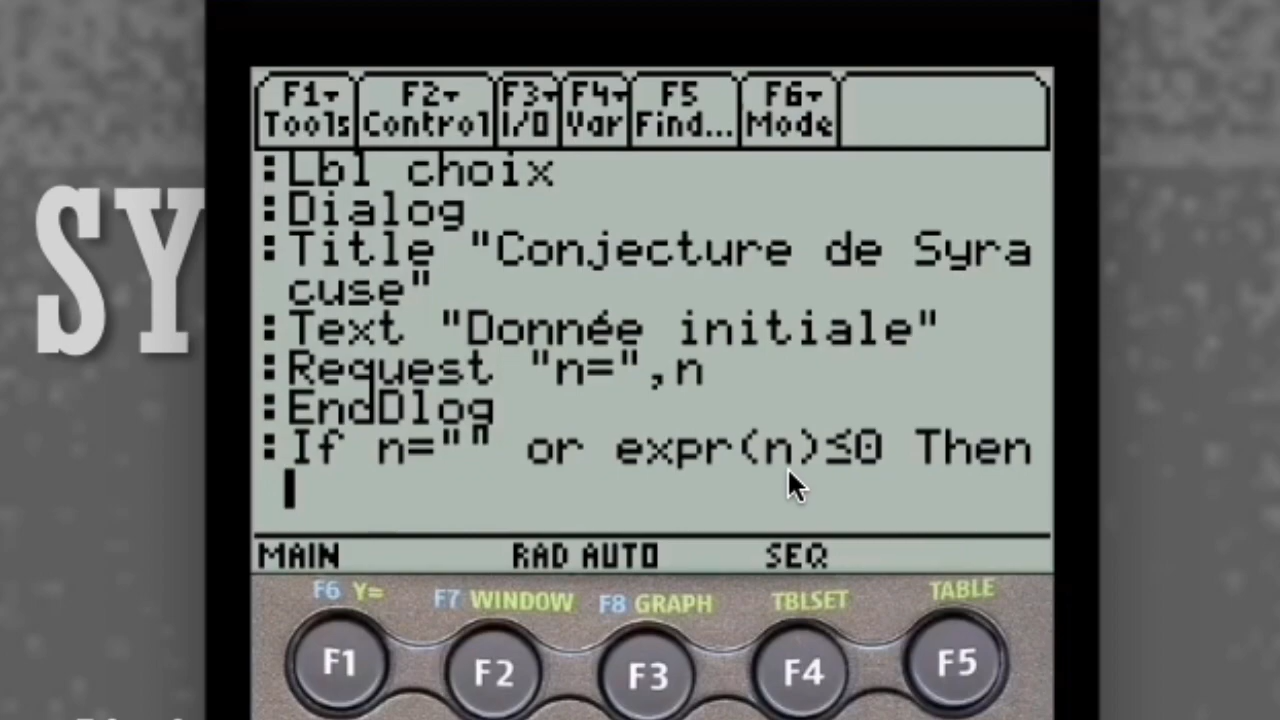 F1 F2 F3 F4 F5 F6
Tools Control I/O Var Find... Mode
:Lbl choix
:Dialog
:Title "Conjecture de Syra
cuse"
:Text "Donnée initiale"
:Request "n=",n
:EndDlog
:If n="" or expr(n)≤0 Then
SY
MAIN RAD AUTO SEQ
F6 Y= F7 WINDOW F8 GRAPH TBLSET TABLE
F1 F2 F3 F4 F5